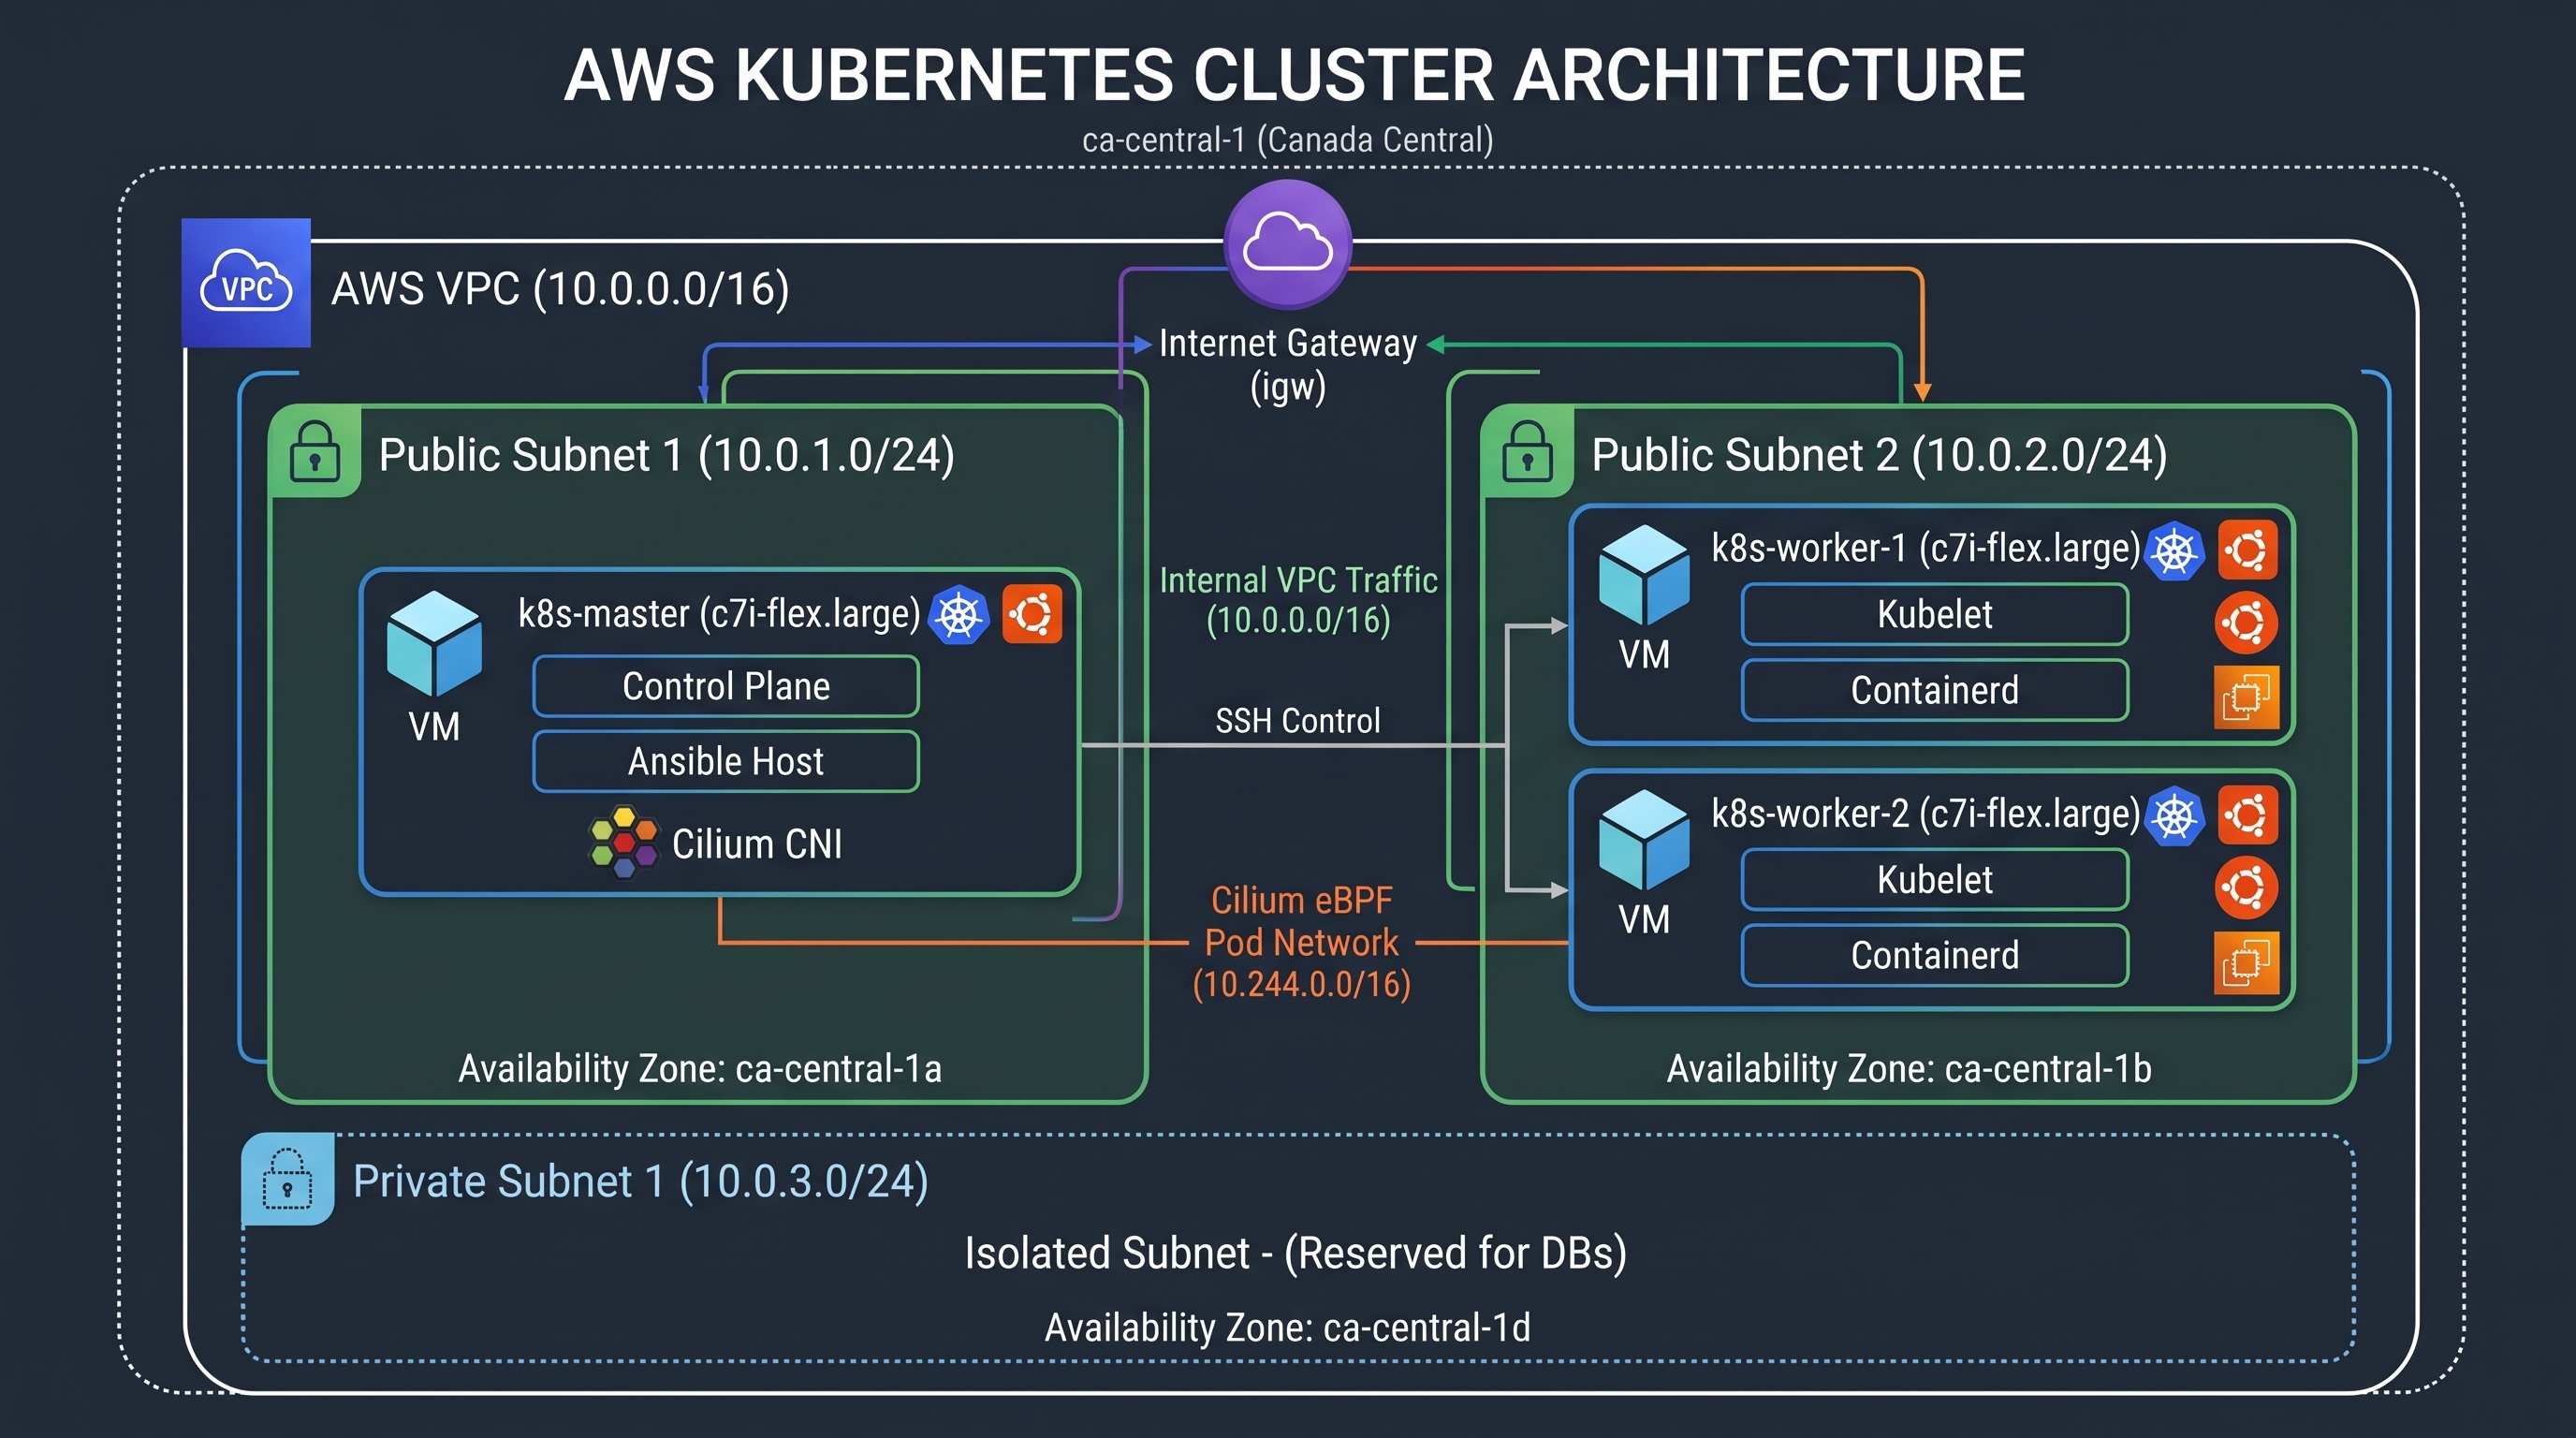 AWS KUBERNETES CLUSTER ARCHITECTURE
ca-central-1 (Canada Central)
VPC
AWS VPC (10.0.0.0/16)
Internet Gateway
(igw)
Public Subnet 1 (10.0.1.0/24)
k8s-master (c7i-flex.large)
VM
Control Plane
Ansible Host
Cilium CNI
Availability Zone: ca-central-1a
Internal VPC Traffic
(10.0.0.0/16)
SSH Control
Cilium eBPF
Pod Network
(10.244.0.0/16)
Public Subnet 2 (10.0.2.0/24)
k8s-worker-1 (c7i-flex.large)
VM
Kubelet
Containerd
k8s-worker-2 (c7i-flex.large)
VM
Kubelet
Containerd
Availability Zone: ca-central-1b
Private Subnet 1 (10.0.3.0/24)
Isolated Subnet - (Reserved for DBs)
Availability Zone: ca-central-1d